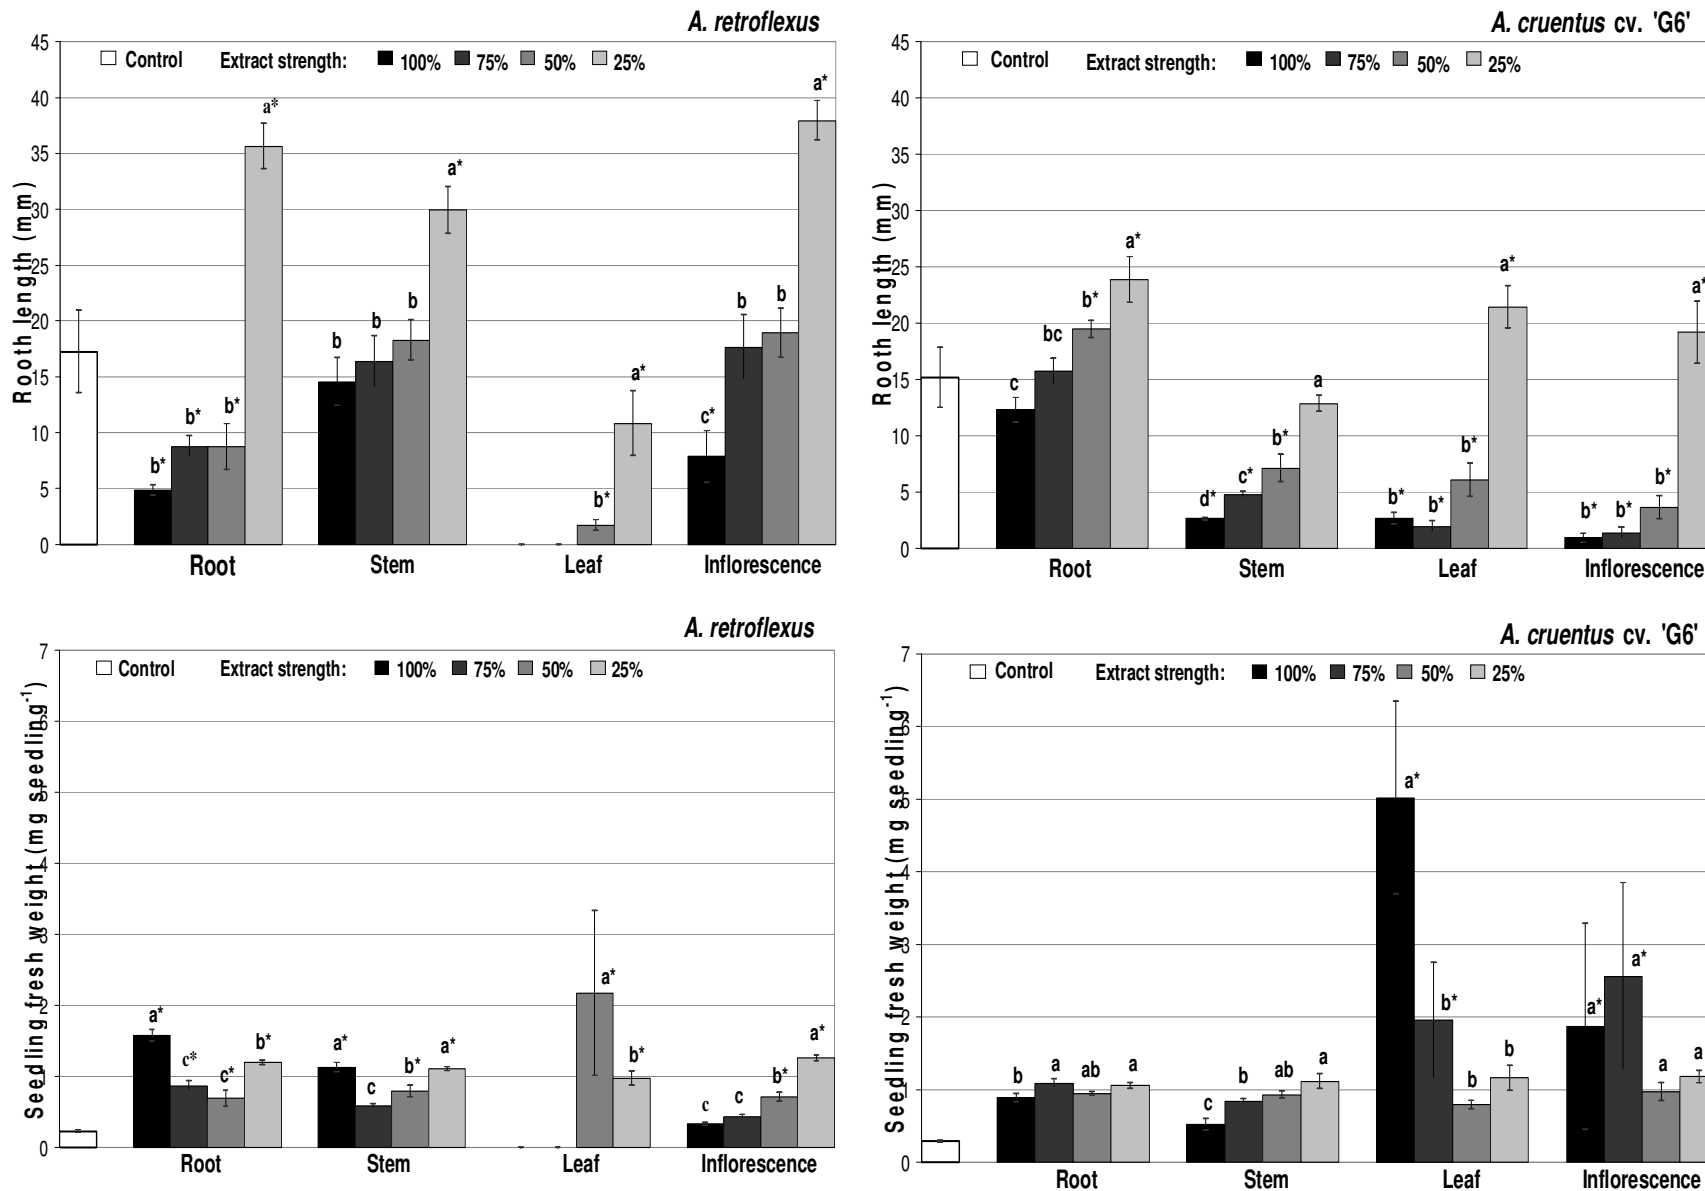 A. retroflexus
Control Extract strength: 100% 75% 50% 25%
Rooth length (mm)
45
40
35
30
25
20
15
10
5
0
b* b* b* a*
b b b a*
b* a*
c* b b a*
Root Stem Leaf Inflorescence
A. cruentus cv. 'G6'
Control Extract strength: 100% 75% 50% 25%
Rooth length (mm)
45
40
35
30
25
20
15
10
5
0
c bc b* a*
d* c* b* a
b* b* b* a*
b* b* b* a*
Root Stem Leaf Inflorescence
A. retroflexus
Control Extract strength: 100% 75% 50% 25%
Seedling fresh weight (mg seedling-1)
7
6
5
4
3
2
1
0
a* c* c* b*
a* c b* a*
a* b*
c c b* a*
Root Stem Leaf Inflorescence
A. cruentus cv. 'G6'
Control Extract strength: 100% 75% 50% 25%
Seedling fresh weight (mg seedling-1)
7
6
5
4
3
2
1
0
b a ab a
c b ab a
a* b* b b
a* a* a a
Root Stem Leaf Inflorescence